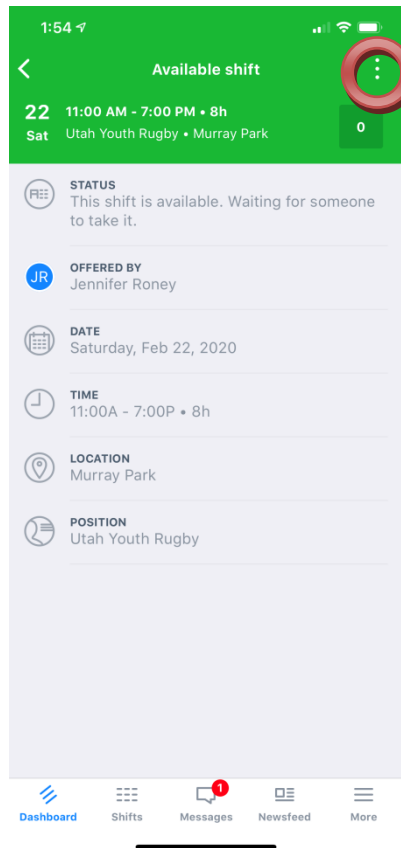 1:54
Available shift
22 11:00 AM - 7:00 PM • 8h
Sat Utah Youth Rugby • Murray Park
0
STATUS
This shift is available. Waiting for someone
to take it.
JR
OFFERED BY
Jennifer Roney
DATE
Saturday, Feb 22, 2020
TIME
11:00A - 7:00P • 8h
LOCATION
Murray Park
POSITION
Utah Youth Rugby
1
Dashboard Shifts Messages Newsfeed More